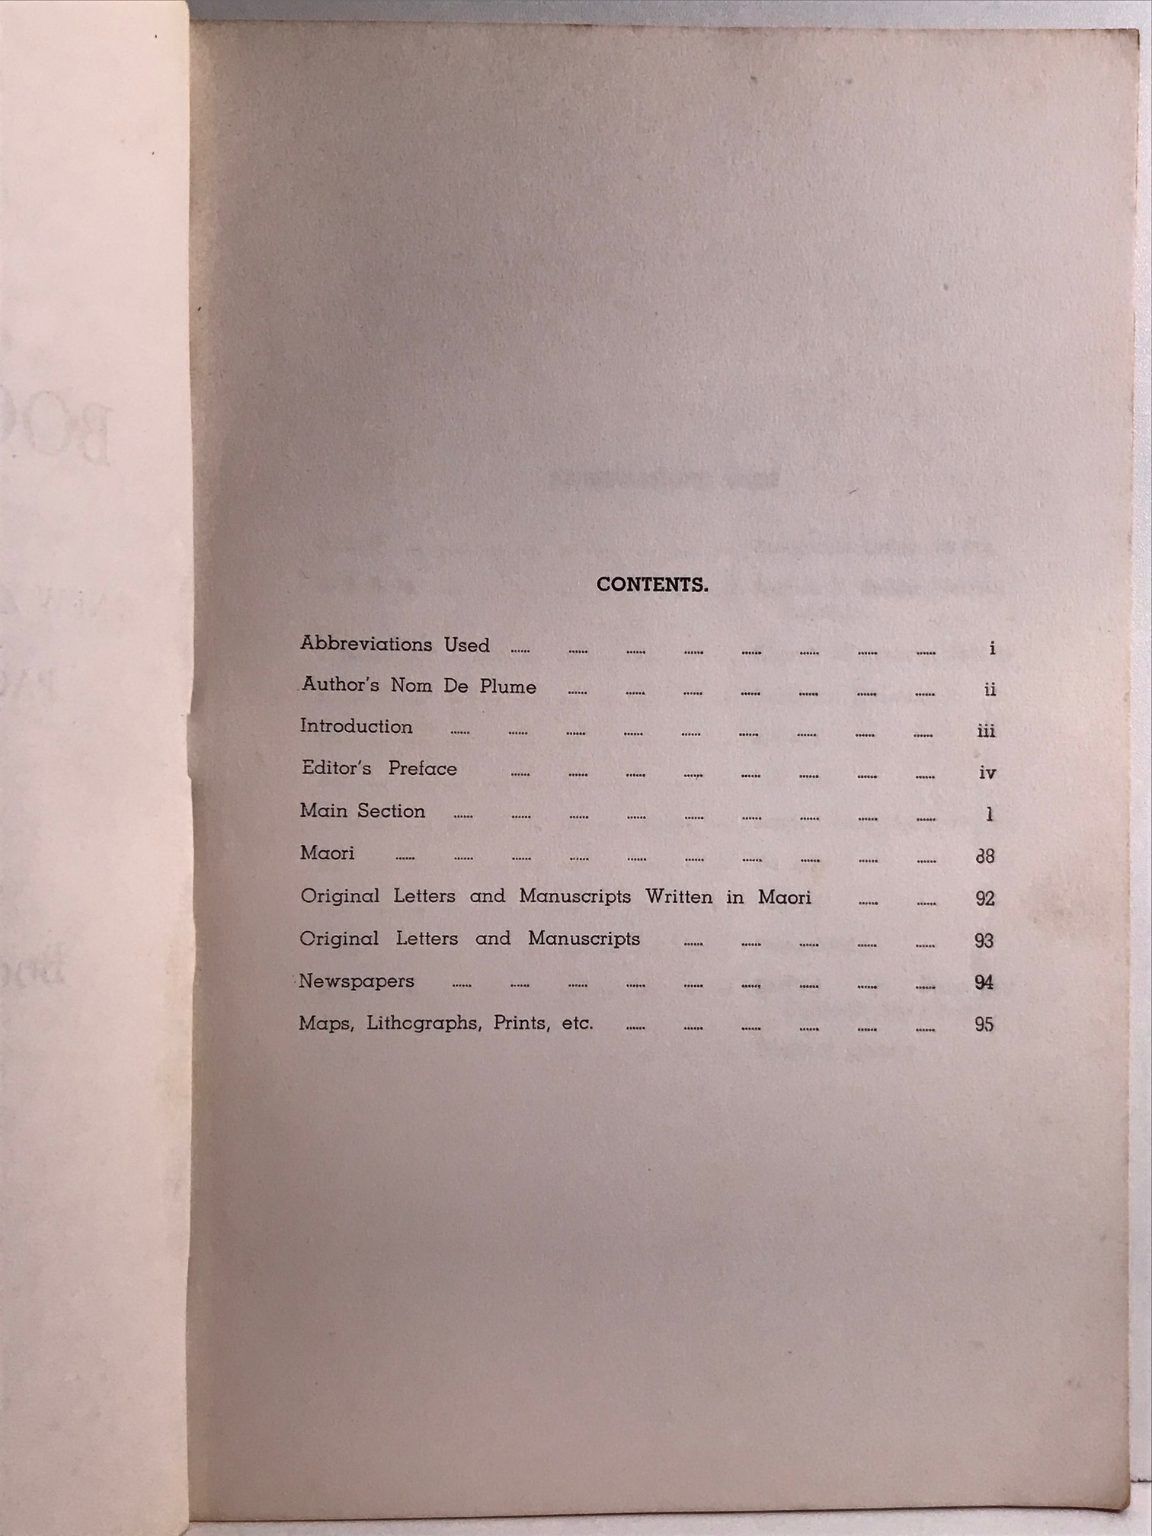 CONTENTS.
Abbreviations Used ...... ...... ...... ...... ...... ...... ...... ...... i
Author's Nom De Plume ...... ...... ...... ...... ...... ...... ...... ii
Introduction ...... ...... ...... ...... ...... ...... ...... ...... ...... iii
Editor's Preface ...... ...... ...... ...... ...... ...... ...... ...... iv
Main Section ...... ...... ...... ...... ...... ...... ...... ...... ...... 1
Maori ...... ...... ...... ...... ...... ...... ...... ...... ...... ...... 88
Original Letters and Manuscripts Written in Maori ...... ...... 92
Original Letters and Manuscripts ...... ...... ...... ...... ...... 93
Newspapers ...... ...... ...... ...... ...... ...... ...... ...... ...... 94
Maps, Lithographs, Prints, etc. ...... ...... ...... ...... ...... ...... 95